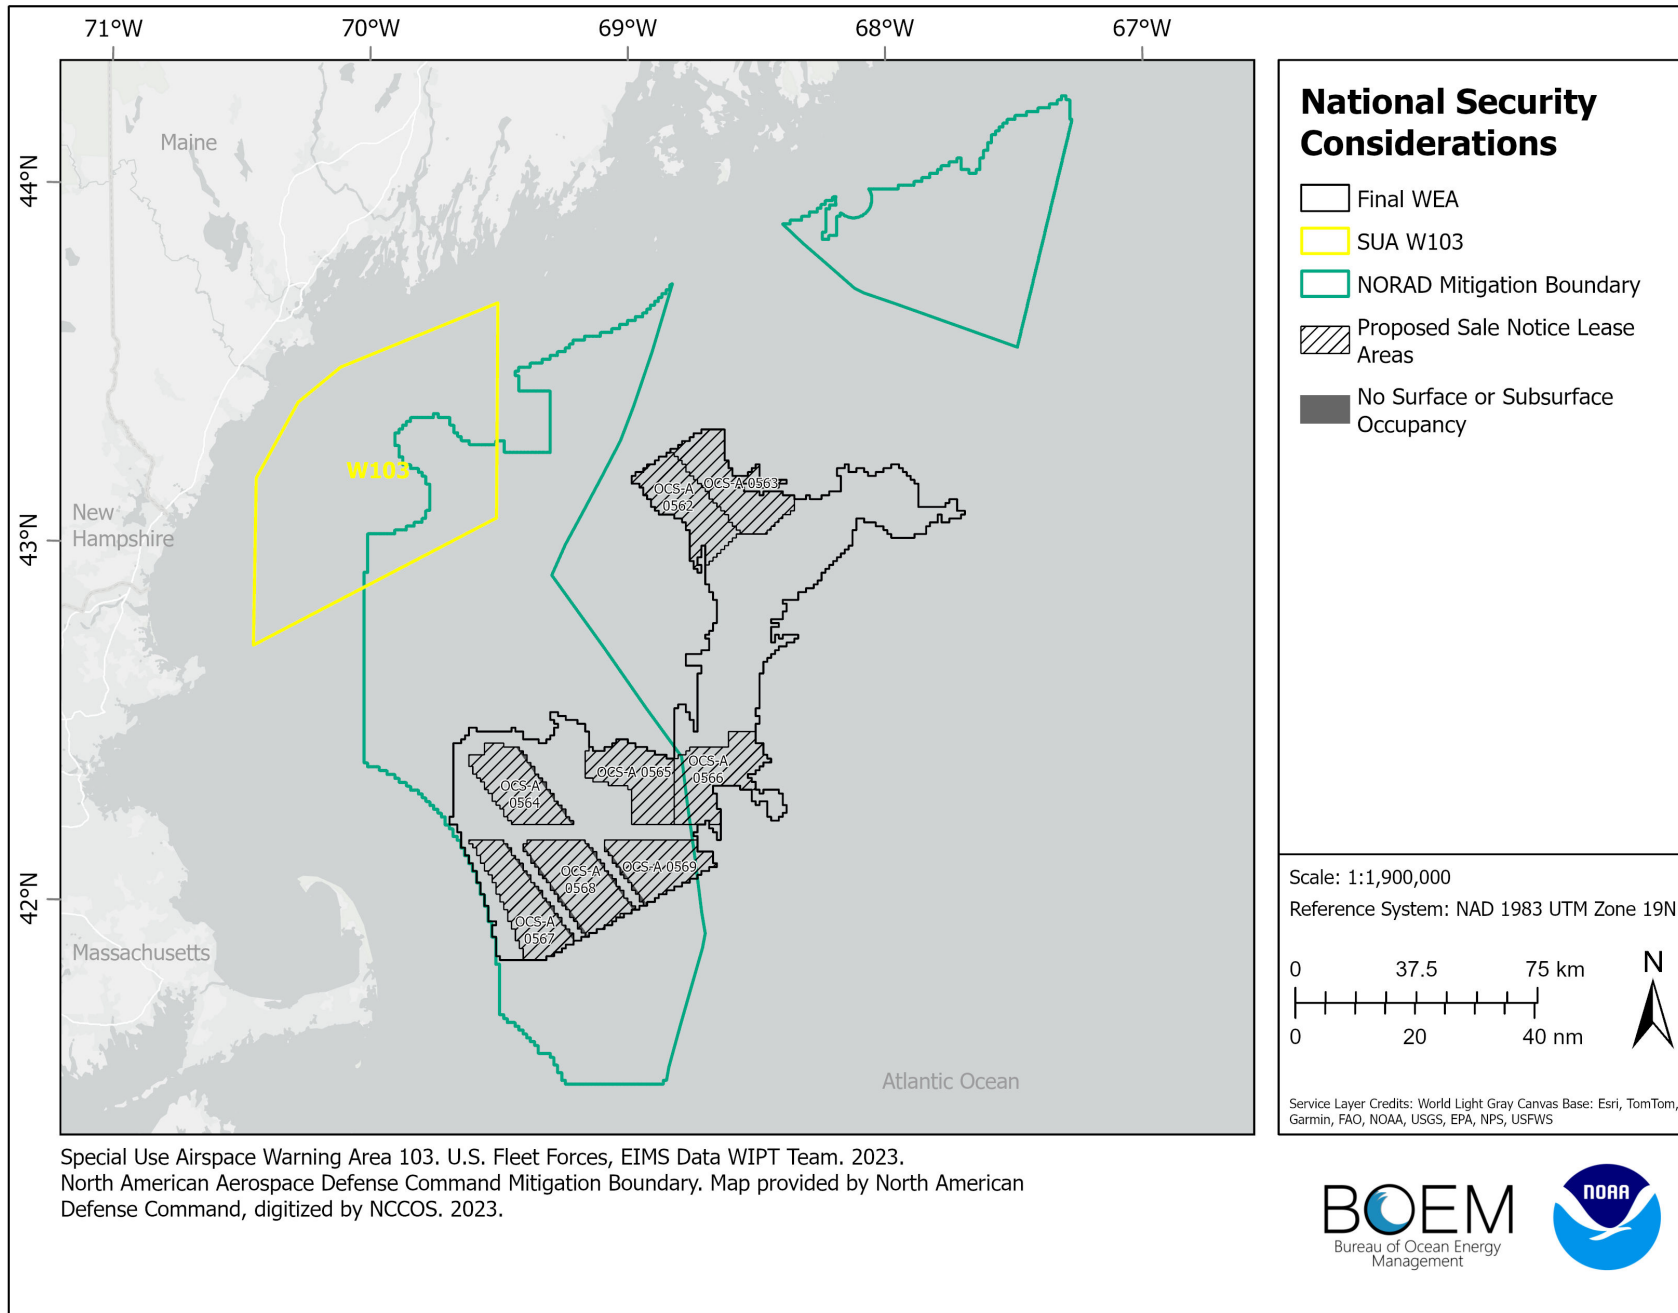 71°W 70°W 69°W 68°W 67°W
44°N
43°N
42°N
Maine
New
Hampshire
Massachusetts
Atlantic Ocean
W103
OCS-A
0562
OCS-A 0563
OCS-A
0564
OCS-A 0565
OCS-A
0566
OCS-A
0567
OCS-A
0568
OCS-A 0569
National Security
Considerations
Final WEA
SUA W103
NORAD Mitigation Boundary
Proposed Sale Notice Lease
Areas
No Surface or Subsurface
Occupancy
Scale: 1:1,900,000
Reference System: NAD 1983 UTM Zone 19N
0 37.5 75 km
0 20 40 nm
N
Service Layer Credits: World Light Gray Canvas Base: Esri, TomTom,
Garmin, FAO, NOAA, USGS, EPA, NPS, USFWS
Special Use Airspace Warning Area 103. U.S. Fleet Forces, EIMS Data WIPT Team. 2023.
North American Aerospace Defense Command Mitigation Boundary. Map provided by North American
Defense Command, digitized by NCCOS. 2023.
BOEM
Bureau of Ocean Energy
Management
NOAA